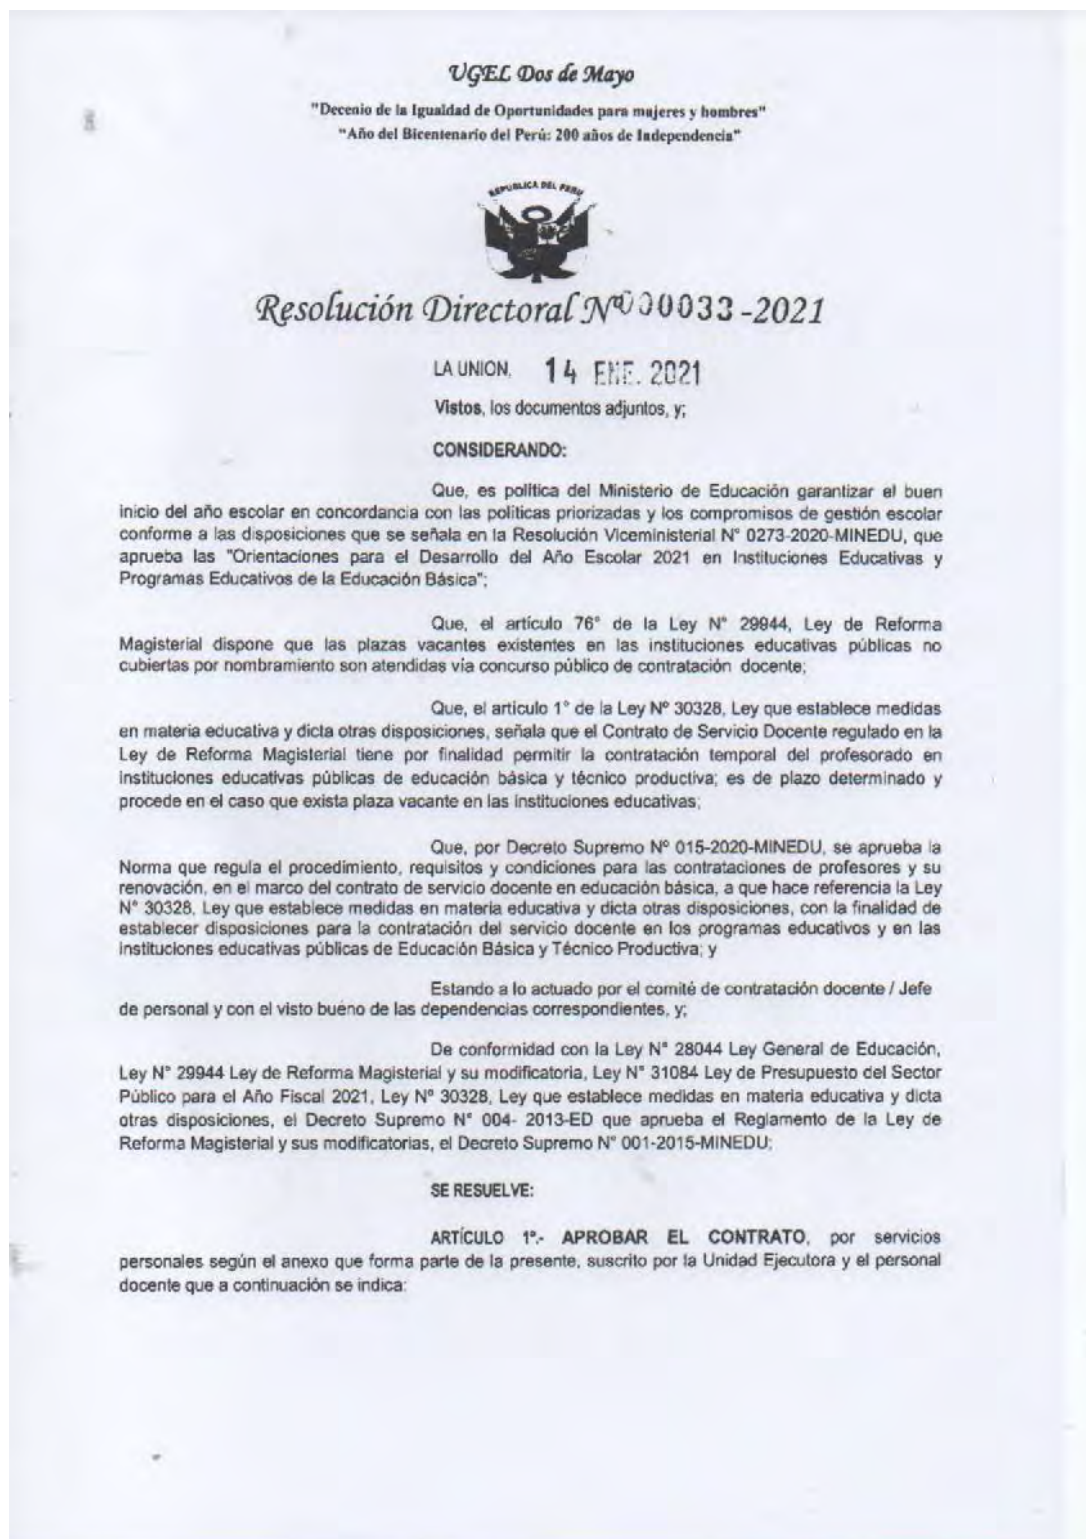 UGEL Dos de Mayo
"Decenio de la Igualdad de Oportunidades para mujeres y hombres"
"Año del Bicentenario del Perú: 200 años de Independencia"
REPUBLICA DEL PERU
Resolución Directoral Nº 000033 -2021
LA UNION, 14 ENE. 2021
Vistos, los documentos adjuntos, y;
CONSIDERANDO:
Que, es política del Ministerio de Educación garantizar el buen
inicio del año escolar en concordancia con las políticas priorizadas y los compromisos de gestión escolar
conforme a las disposiciones que se señala en la Resolución Viceministerial N° 0273-2020-MINEDU, que
aprueba las "Orientaciones para el Desarrollo del Año Escolar 2021 en Instituciones Educativas y
Programas Educativos de la Educación Básica";
Que, el artículo 76° de la Ley N° 29944, Ley de Reforma
Magisterial dispone que las plazas vacantes existentes en las instituciones educativas públicas no
cubiertas por nombramiento son atendidas vía concurso público de contratación docente;
Que, el artículo 1° de la Ley Nº 30328, Ley que establece medidas
en materia educativa y dicta otras disposiciones, señala que el Contrato de Servicio Docente regulado en la
Ley de Reforma Magisterial tiene por finalidad permitir la contratación temporal del profesorado en
instituciones educativas públicas de educación básica y técnico productiva; es de plazo determinado y
procede en el caso que exista plaza vacante en las instituciones educativas;
Que, por Decreto Supremo Nº 015-2020-MINEDU, se aprueba la
Norma que regula el procedimiento, requisitos y condiciones para las contrataciones de profesores y su
renovación, en el marco del contrato de servicio docente en educación básica, a que hace referencia la Ley
N° 30328, Ley que establece medidas en materia educativa y dicta otras disposiciones, con la finalidad de
establecer disposiciones para la contratación del servicio docente en los programas educativos y en las
instituciones educativas públicas de Educación Básica y Técnico Productiva; y
Estando a lo actuado por el comité de contratación docente / Jefe
de personal y con el visto bueno de las dependencias correspondientes, y;
De conformidad con la Ley N° 28044 Ley General de Educación,
Ley N° 29944 Ley de Reforma Magisterial y su modificatoria, Ley N° 31084 Ley de Presupuesto del Sector
Público para el Año Fiscal 2021, Ley Nº 30328, Ley que establece medidas en materia educativa y dicta
otras disposiciones, el Decreto Supremo N° 004- 2013-ED que aprueba el Reglamento de la Ley de
Reforma Magisterial y sus modificatorias, el Decreto Supremo N° 001-2015-MINEDU;
SE RESUELVE:
ARTÍCULO 1º.- APROBAR EL CONTRATO, por servicios
personales según el anexo que forma parte de la presente, suscrito por la Unidad Ejecutora y el personal
docente que a continuación se indica: